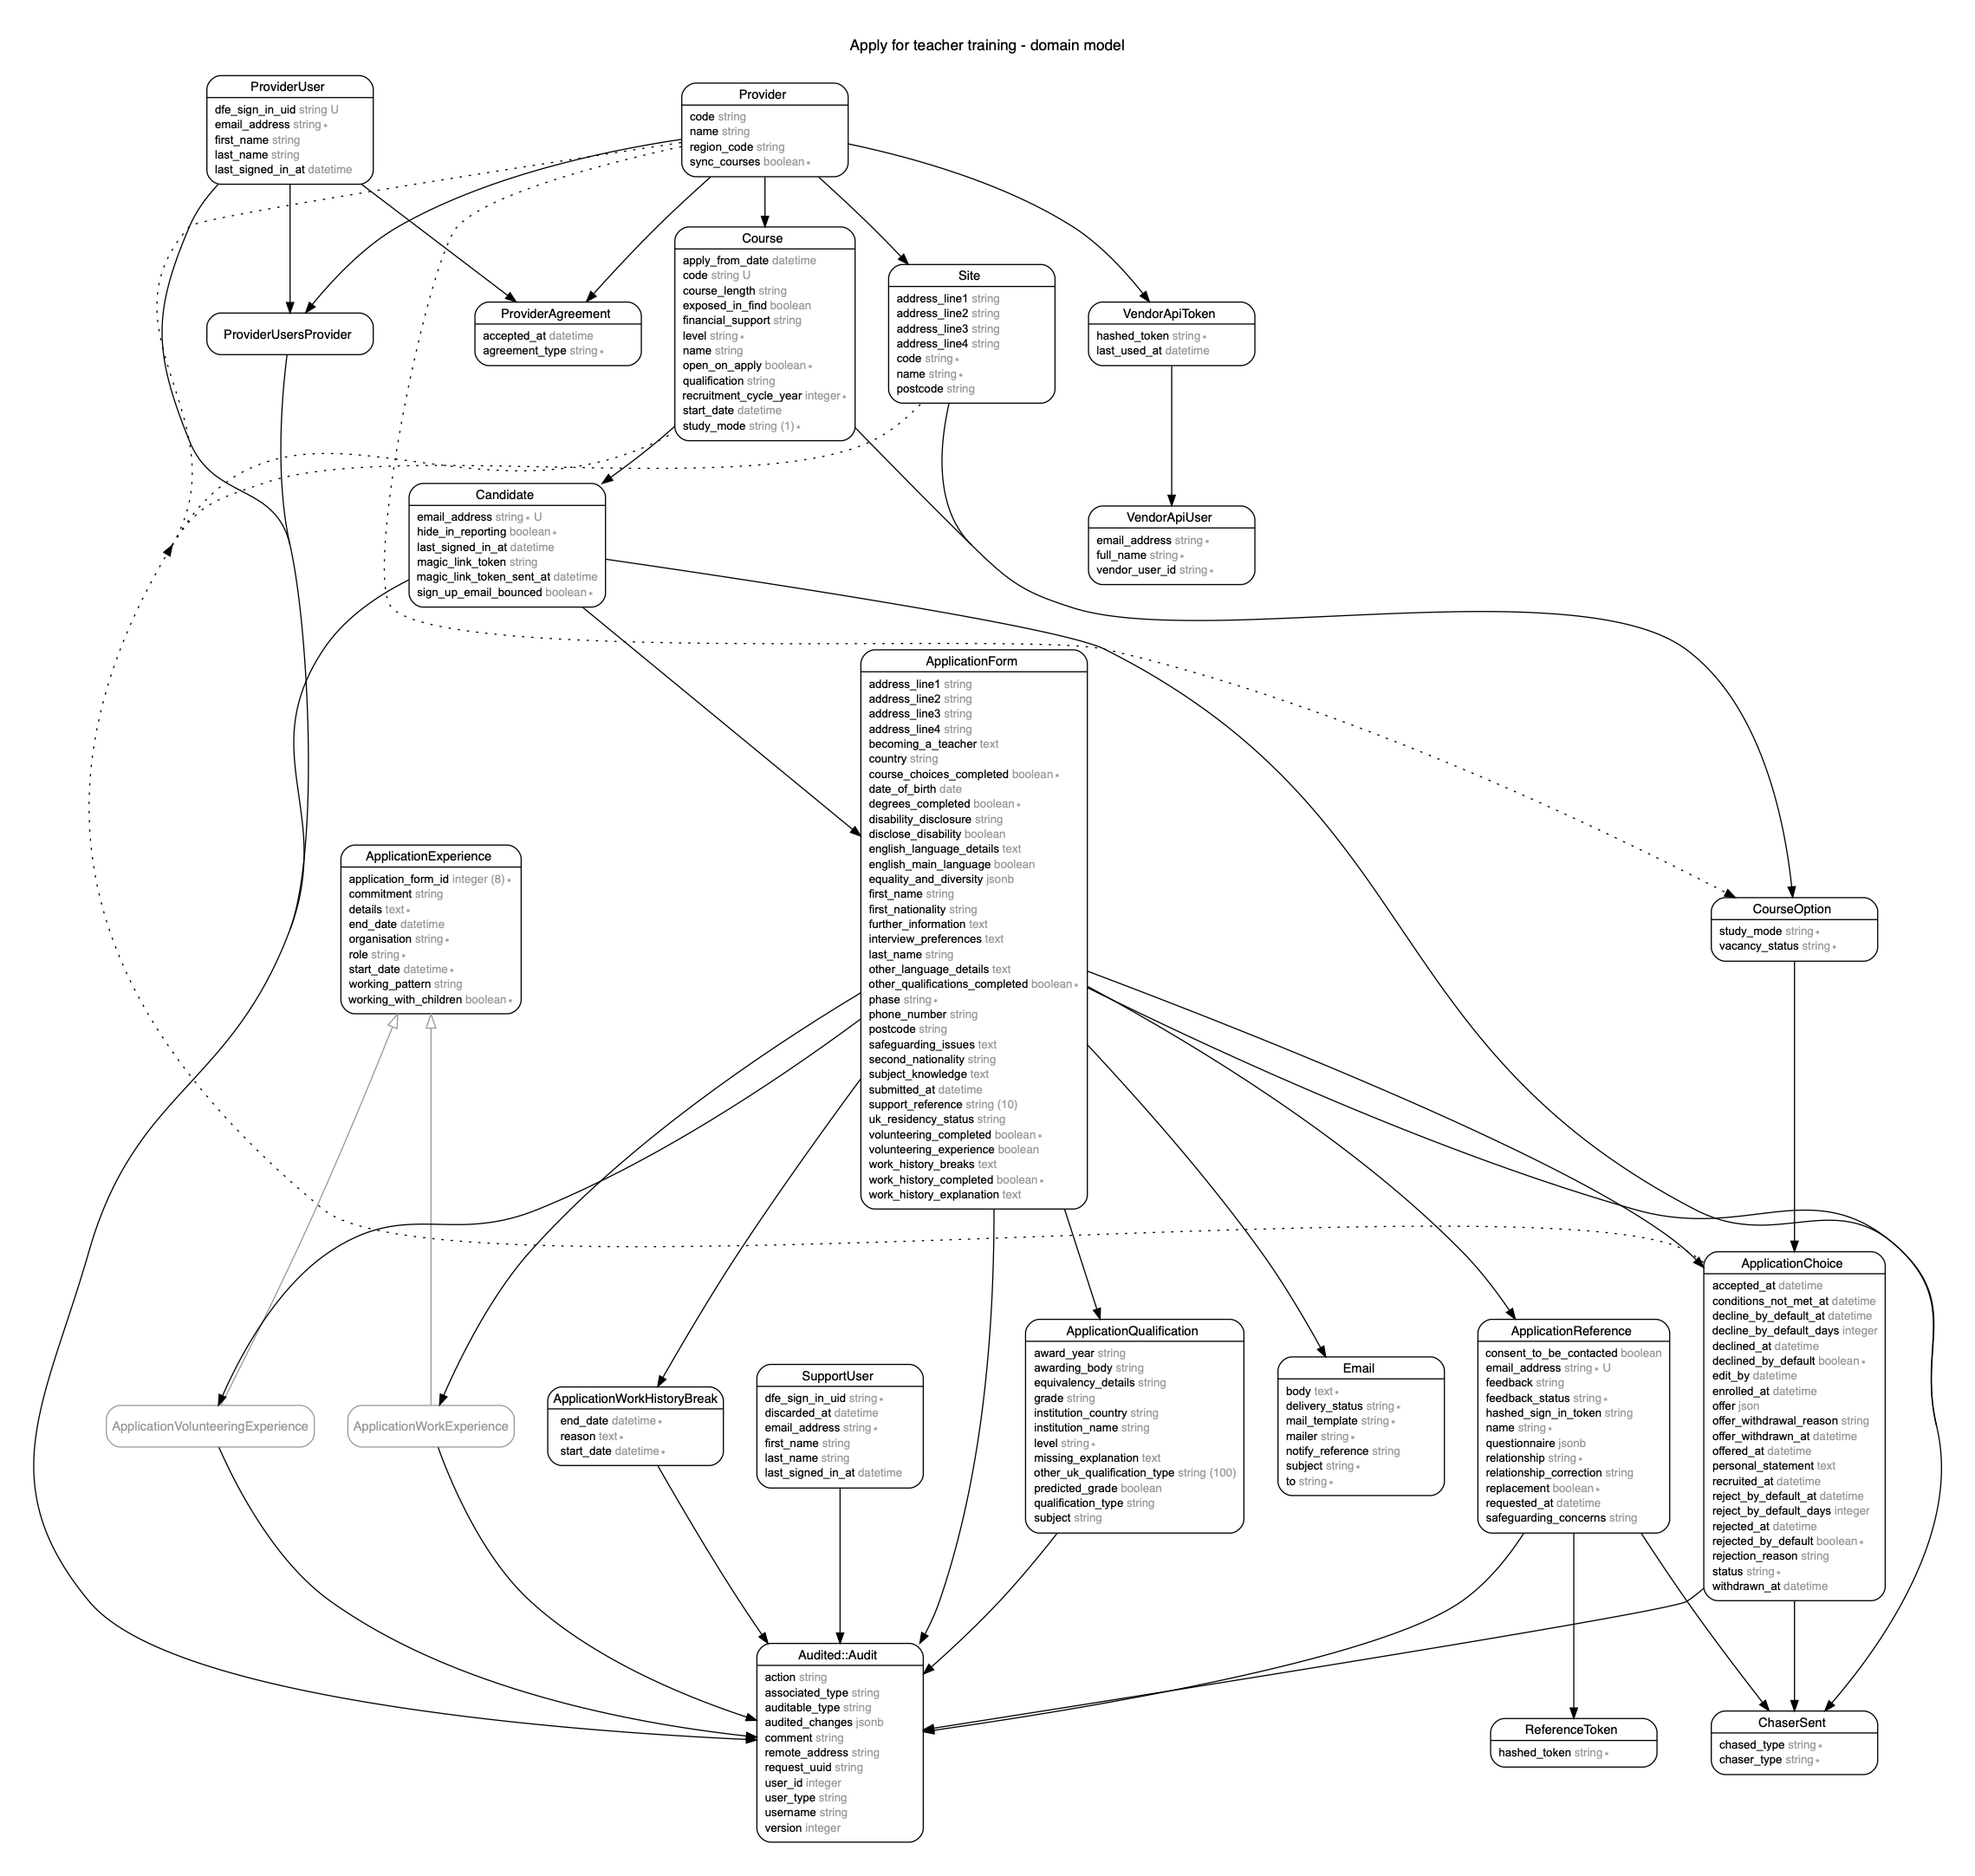 Apply for teacher training - domain model
ProviderUser
dfe_sign_in_uid string U
email_address string ∗
first_name string
last_name string
last_signed_in_at datetime
Provider
code string
name string
region_code string
sync_courses boolean ∗
Course
apply_from_date datetime
code string U
course_length string
exposed_in_find boolean
financial_support string
level string ∗
name string
open_on_apply boolean ∗
qualification string
recruitment_cycle_year integer ∗
start_date datetime
study_mode string (1) ∗
Site
address_line1 string
address_line2 string
address_line3 string
address_line4 string
code string ∗
name string ∗
postcode string
ProviderUsersProvider
ProviderAgreement
accepted_at datetime
agreement_type string ∗
VendorApiToken
hashed_token string ∗
last_used_at datetime
Candidate
email_address string ∗ U
hide_in_reporting boolean ∗
last_signed_in_at datetime
magic_link_token string
magic_link_token_sent_at datetime
sign_up_email_bounced boolean ∗
VendorApiUser
email_address string ∗
full_name string ∗
vendor_user_id string ∗
ApplicationForm
address_line1 string
address_line2 string
address_line3 string
address_line4 string
becoming_a_teacher text
country string
course_choices_completed boolean ∗
date_of_birth date
degrees_completed boolean ∗
disability_disclosure string
disclose_disability boolean
english_language_details text
english_main_language boolean
equality_and_diversity jsonb
first_name string
first_nationality string
further_information text
interview_preferences text
last_name string
other_language_details text
other_qualifications_completed boolean ∗
phase string ∗
phone_number string
postcode string
safeguarding_issues text
second_nationality string
subject_knowledge text
submitted_at datetime
support_reference string (10)
uk_residency_status string
volunteering_completed boolean ∗
volunteering_experience boolean
work_history_breaks text
work_history_completed boolean ∗
work_history_explanation text
ApplicationExperience
application_form_id integer (8) ∗
commitment string
details text ∗
end_date datetime
organisation string ∗
role string ∗
start_date datetime ∗
working_pattern string
working_with_children boolean ∗
CourseOption
study_mode string ∗
vacancy_status string ∗
ApplicationChoice
accepted_at datetime
conditions_not_met_at datetime
decline_by_default_at datetime
decline_by_default_days integer
declined_at datetime
declined_by_default boolean ∗
edit_by datetime
enrolled_at datetime
offer json
offer_withdrawal_reason string
offer_withdrawn_at datetime
offered_at datetime
personal_statement text
recruited_at datetime
reject_by_default_at datetime
reject_by_default_days integer
rejected_at datetime
rejected_by_default boolean ∗
rejection_reason string
status string ∗
withdrawn_at datetime
ApplicationQualification
award_year string
awarding_body string
equivalency_details string
grade string
institution_country string
institution_name string
level string ∗
missing_explanation text
other_uk_qualification_type string (100)
predicted_grade boolean
qualification_type string
subject string
ApplicationReference
consent_to_be_contacted boolean
email_address string ∗ U
feedback string
feedback_status string ∗
hashed_sign_in_token string
name string ∗
questionnaire jsonb
relationship string ∗
relationship_correction string
replacement boolean ∗
requested_at datetime
safeguarding_concerns string
Email
body text ∗
delivery_status string ∗
mail_template string ∗
mailer string ∗
notify_reference string
subject string ∗
to string ∗
SupportUser
dfe_sign_in_uid string ∗
discarded_at datetime
email_address string ∗
first_name string
last_name string
last_signed_in_at datetime
ApplicationWorkHistoryBreak
end_date datetime ∗
reason text ∗
start_date datetime ∗
ApplicationVolunteeringExperience
ApplicationWorkExperience
Audited::Audit
action string
associated_type string
auditable_type string
audited_changes jsonb
comment string
remote_address string
request_uuid string
user_id integer
user_type string
username string
version integer
ReferenceToken
hashed_token string ∗
ChaserSent
chased_type string ∗
chaser_type string ∗